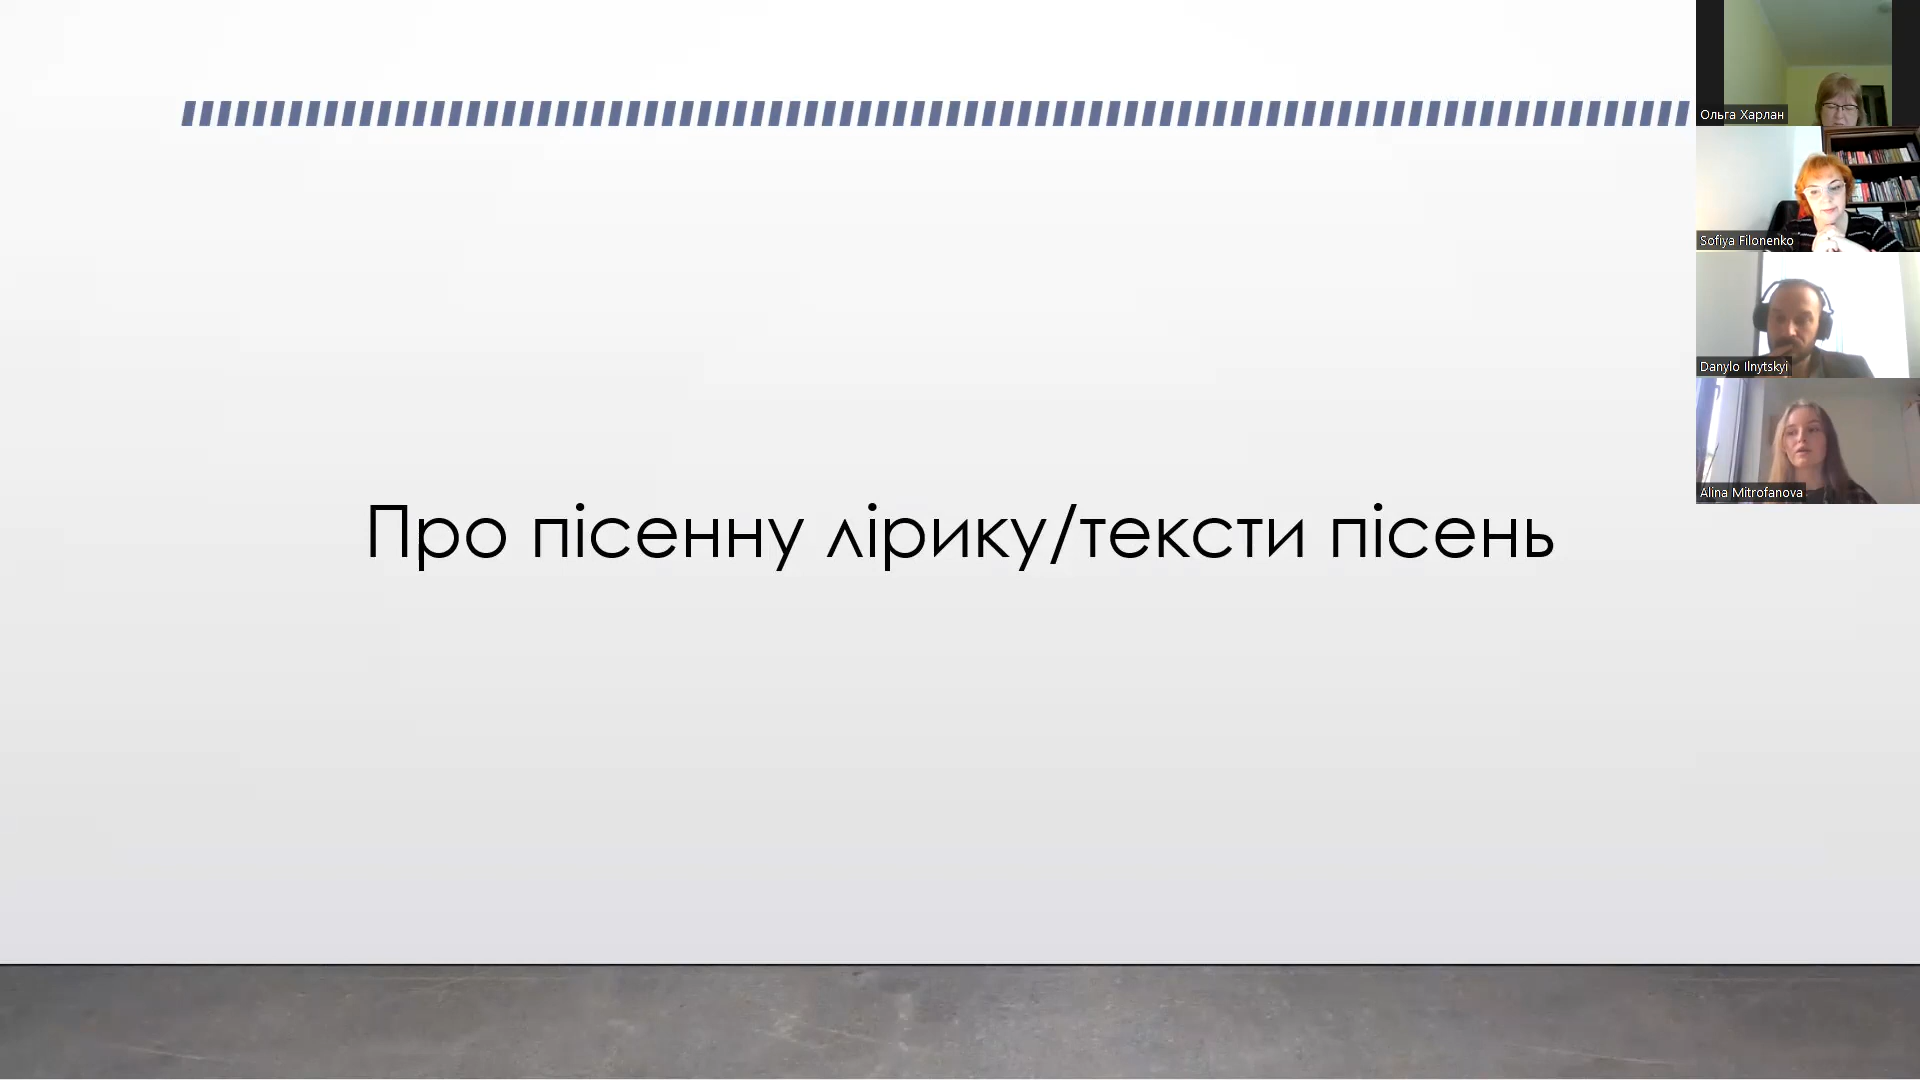 Ольга Харлан
Sofiya Filonenko
Danylo Ilnytskyi
Alina Mitrofanova
Про пісенну лірику/тексти пісень